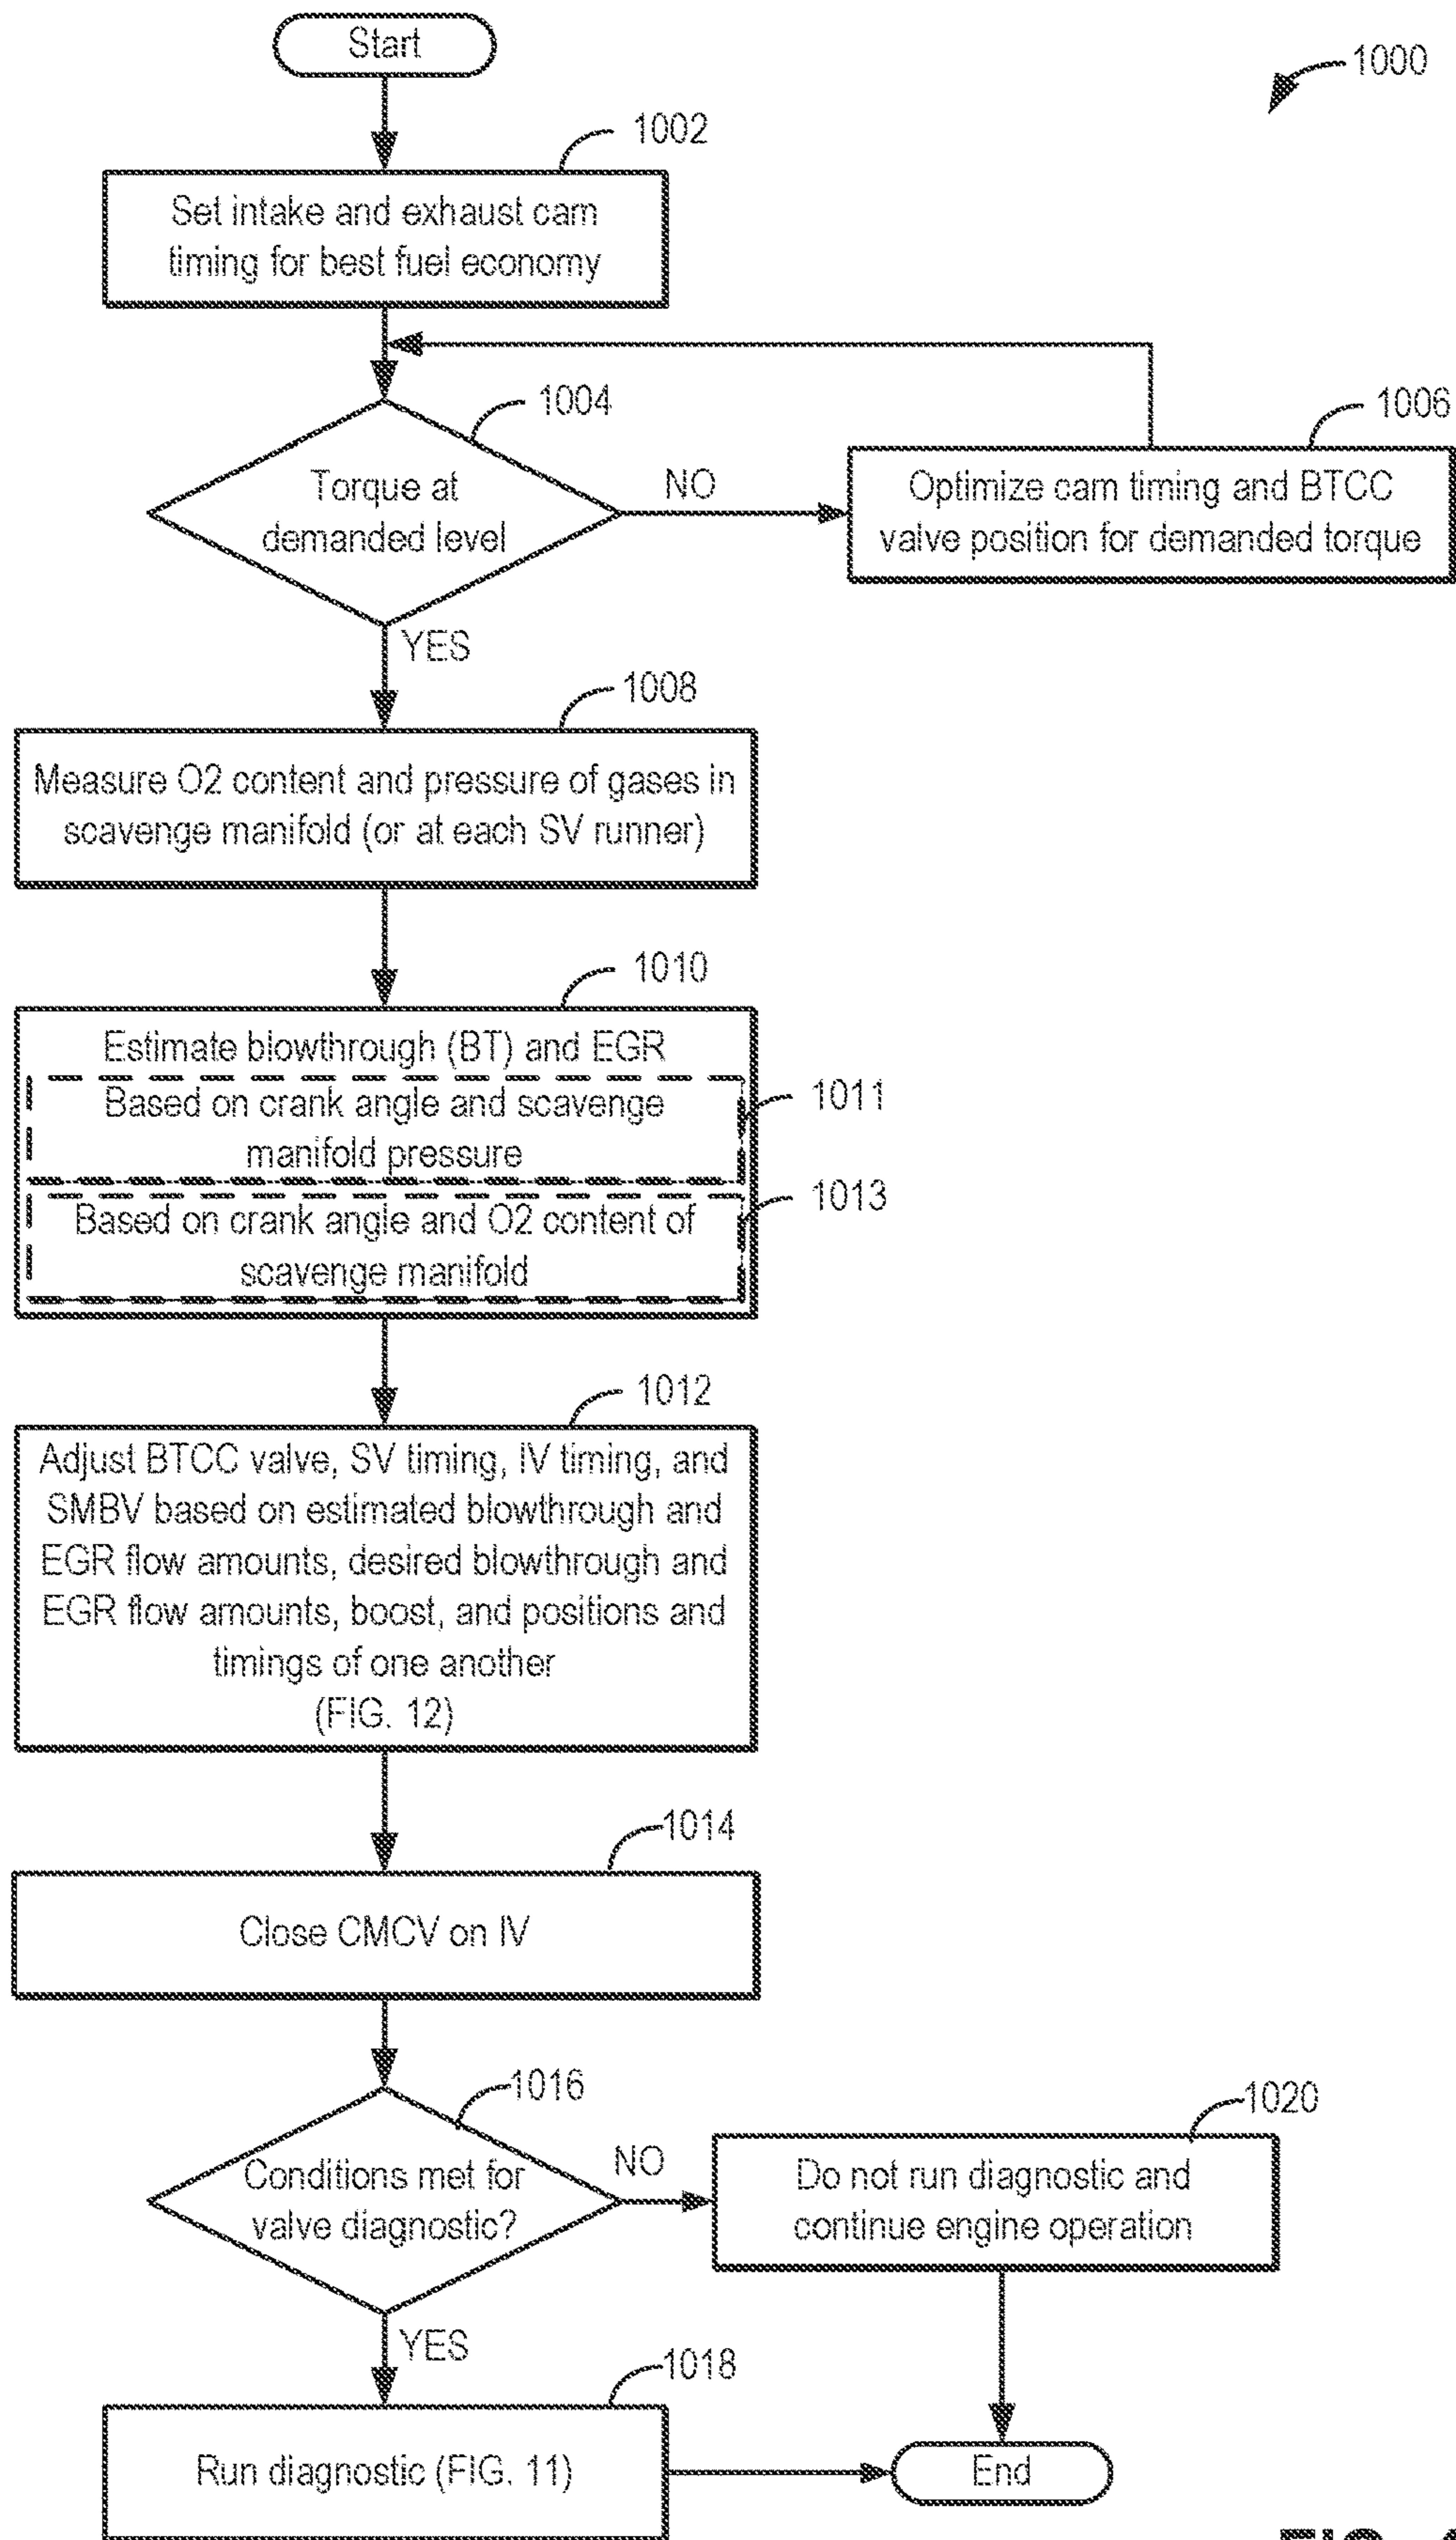 Start
1000
1002
Set intake and exhaust cam
timing for best fuel economy
1004
1006
Torque at
demanded level
NO
Optimize cam timing and BTCC
valve position for demanded torque
YES
1008
Measure O2 content and pressure of gases in
scavenge manifold (or at each SV runner)
1010
Estimate blowthrough (BT) and EGR
1011
Based on crank angle and scavenge
manifold pressure
1013
Based on crank angle and O2 content of
scavenge manifold
1012
Adjust BTCC valve, SV timing, IV timing, and
SMBV based on estimated blowthrough and
EGR flow amounts, desired blowthrough and
EGR flow amounts, boost, and positions and
timings of one another
(FIG. 12)
1014
Close CMCV on IV
1016
1020
Conditions met for
valve diagnostic?
NO
Do not run diagnostic and
continue engine operation
YES
1018
Run diagnostic (FIG. 11)
End